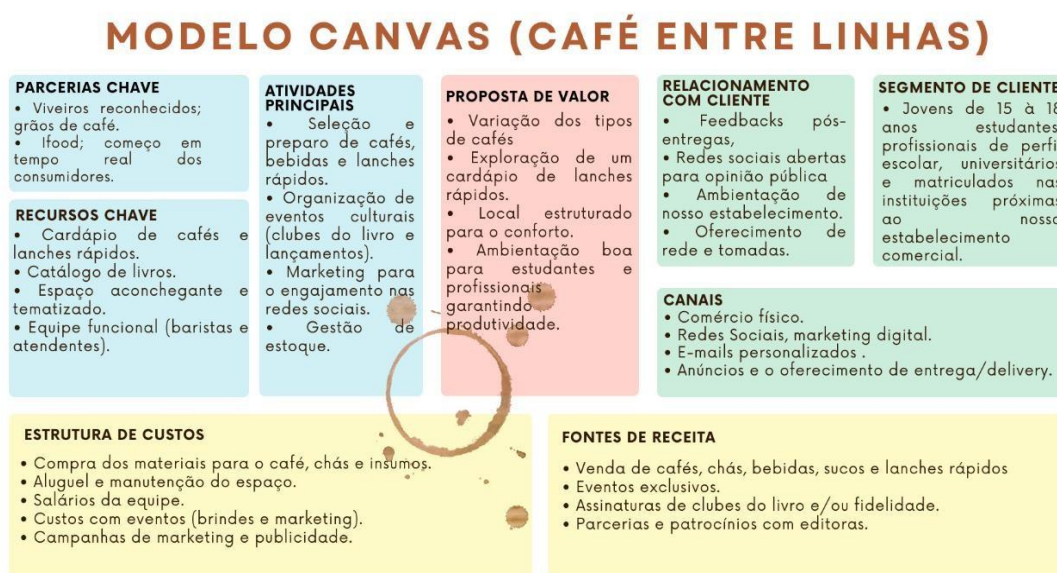 MODELO CANVAS (CAFÉ ENTRE LINHAS)
PARCERIAS CHAVE
• Viveiros reconhecidos;
grãos de café.
• Ifood; começo em
tempo real dos
consumidores.
RECURSOS CHAVE
• Cardápio de cafés e
lanches rápidos.
• Catálogo de livros.
• Espaço aconchegante e
tematizado.
• Equipe funcional (baristas e
atendentes).
ATIVIDADES
PRINCIPAIS
• Seleção e
preparo de cafés,
bebidas e lanches
rápidos.
• Organização de
eventos culturais
(clubes do livro e
lançamentos).
• Marketing para
o engajamento nas
redes sociais.
• Gestão de
estoque.
PROPOSTA DE VALOR
• Variação dos tipos
de cafés
• Exploração de um
cardápio de lanches
rápidos.
• Local estruturado
para o conforto.
• Ambientação boa
para estudantes e
profissionais
garantindo
produtividade.
RELACIONAMENTO
COM CLIENTE
• Feedbacks pós-
entregas,
• Redes sociais abertas
para opinião pública
• Ambientação de
nosso estabelecimento.
• Oferecimento de
rede e tomadas.
SEGMENTO DE CLIENTE
• Jovens de 15 à 18
anos estudantes
profissionais de perfi
escolar, universitários
e matriculados nas
instituições próximas
ao nosso
estabelecimento
comercial.
CANAIS
• Comércio físico.
• Redes Sociais, marketing digital.
• E-mails personalizados .
• Anúncios e o oferecimento de entrega/delivery.
ESTRUTURA DE CUSTOS
• Compra dos materiais para o café, chás e insumos.
• Aluguel e manutenção do espaço.
• Salários da equipe.
• Custos com eventos (brindes e marketing).
• Campanhas de marketing e publicidade.
FONTES DE RECEITA
• Venda de cafés, chás, bebidas, sucos e lanches rápidos
• Eventos exclusivos.
• Assinaturas de clubes do livro e/ou fidelidade.
• Parcerias e patrocínios com editoras.